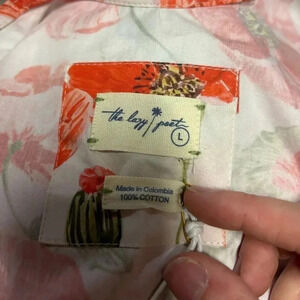 the lazy poet
L
Made in Colombia
100% COTTON